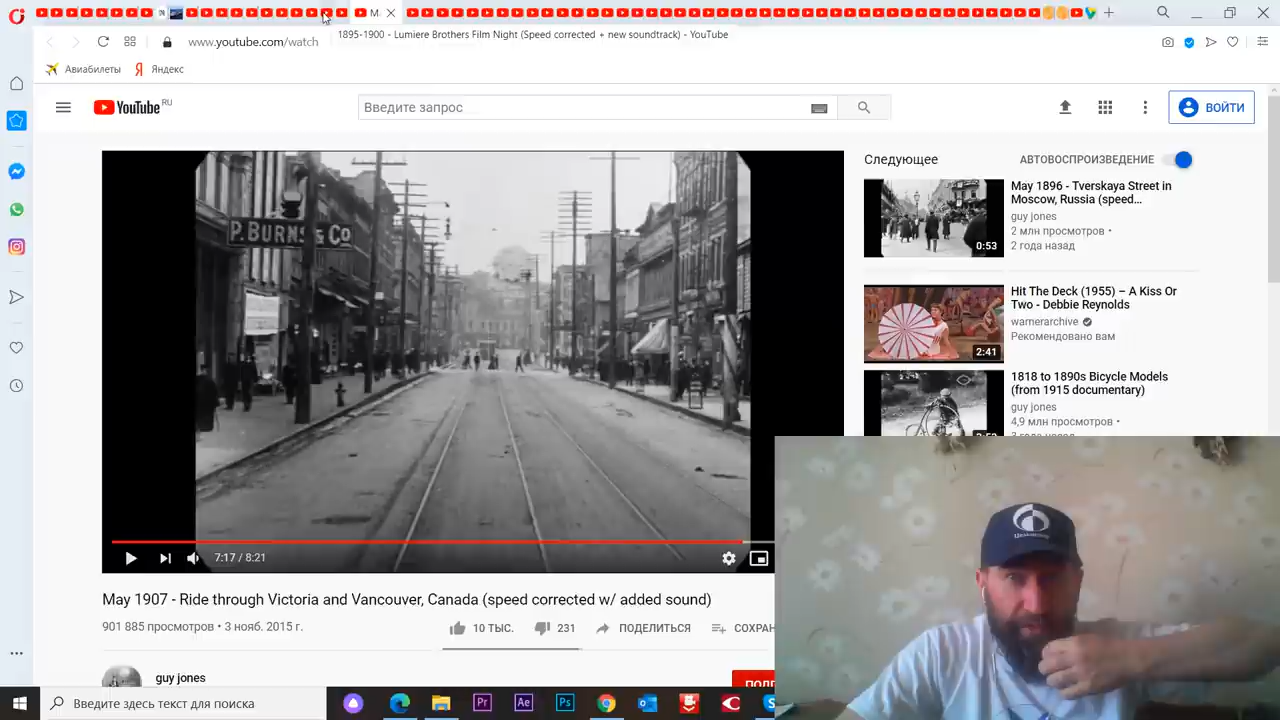 M
1895-1900 - Lumiere Brothers Film Night (Speed corrected + new soundtrack) - YouTube
www.youtube.com/watch
Авиабилеты
Яндекс
YouTube RU
Введите запрос
ВОЙТИ
P. BURNS & Co
7:17 / 8:21
May 1907 - Ride through Victoria and Vancouver, Canada (speed corrected w/ added sound)
901 885 просмотров • 3 нояб. 2015 г.
10 ТЫС.
231
ПОДЕЛИТЬСЯ
СОХРАН
guy jones
Следующее
АВТОВОСПРОИЗВЕДЕНИЕ
0:53
May 1896 - Tverskaya Street in
Moscow, Russia (speed...
guy jones
2 млн просмотров •
2 года назад
2:41
Hit The Deck (1955) – A Kiss Or
Two - Debbie Reynolds
warnerarchive
Рекомендовано вам
1818 to 1890s Bicycle Models
(from 1915 documentary)
guy jones
4,9 млн просмотров •
Введите здесь текст для поиска
Pr
Ae
Ps